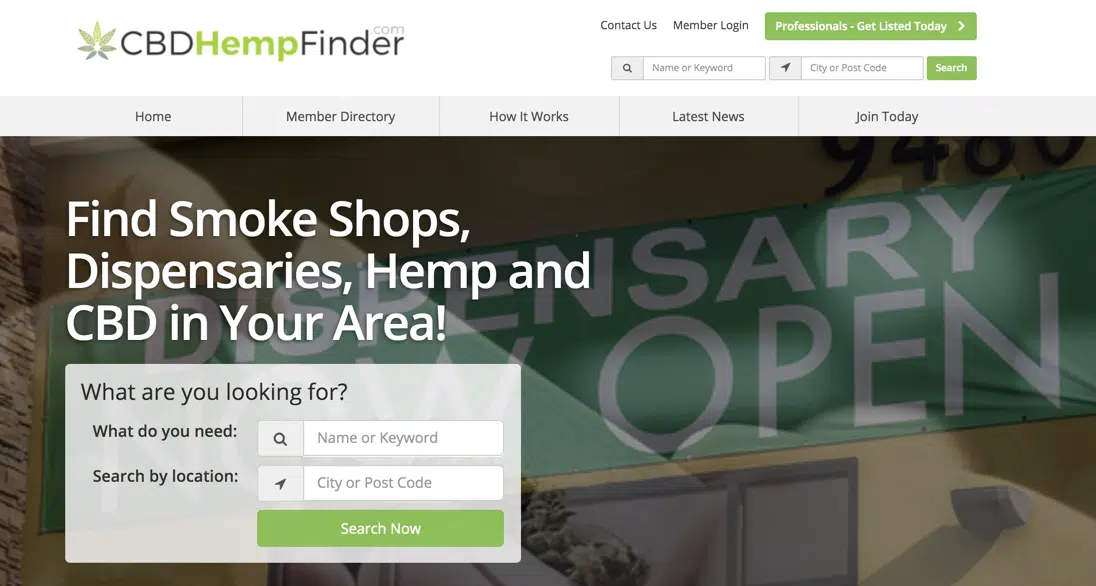 CBDHempFinder.com
Contact Us
Member Login
Professionals - Get Listed Today
Name or Keyword
City or Post Code
Search
Home
Member Directory
How It Works
Latest News
Join Today
9480
Find Smoke Shops,
Dispensaries, Hemp and
CBD in Your Area!
DISPENSARY
NOW OPEN
What are you looking for?
What do you need:
Name or Keyword
Search by location:
City or Post Code
Search Now